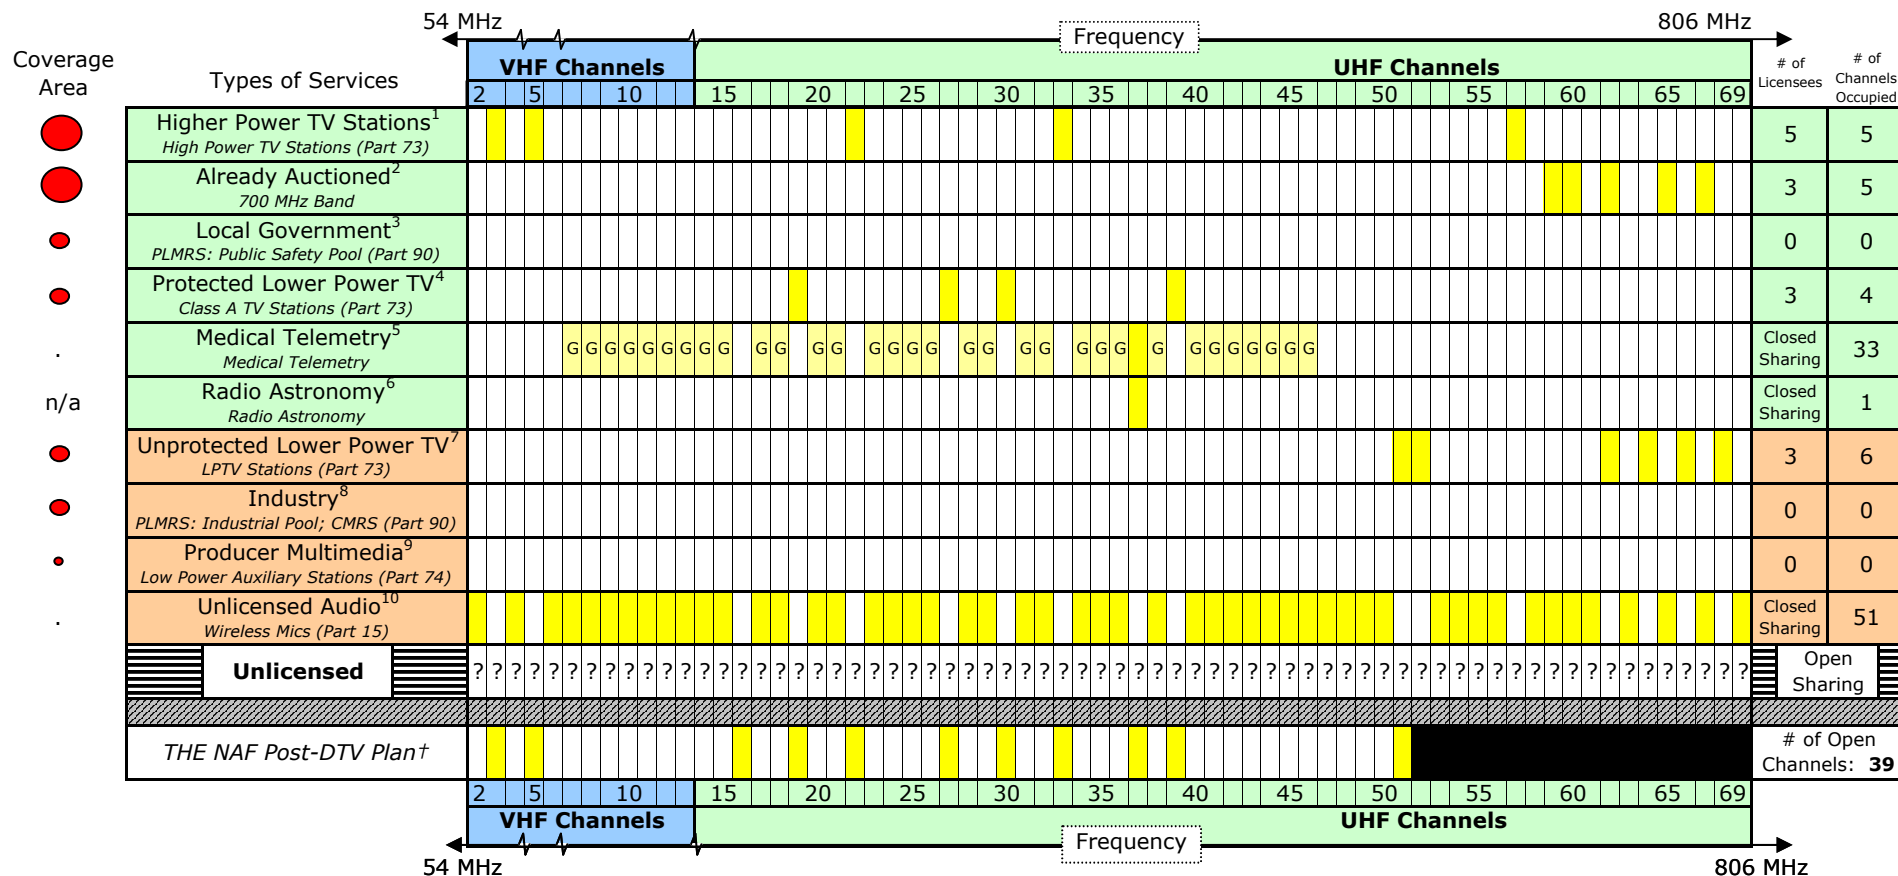 54 MHz
806 MHz
Frequency
Coverage
Area
Types of Services
VHF Channels
UHF Channels
# of
Licensees
# of
Channels
Occupied
2 5 10 15 20 25 30 35 40 45 50 55 60 65 69
Higher Power TV Stations1
High Power TV Stations (Part 73)
5 5
Already Auctioned2
700 MHz Band
3 5
Local Government3
PLMRS: Public Safety Pool (Part 90)
0 0
Protected Lower Power TV4
Class A TV Stations (Part 73)
3 4
.
Medical Telemetry5
Medical Telemetry
G G G G G G G G G G G G G G G G G G G G G G G G G G G G G G G G
Closed
Sharing
33
n/a
Radio Astronomy6
Radio Astronomy
Closed
Sharing
1
Unprotected Lower Power TV7
LPTV Stations (Part 73)
3 6
Industry8
PLMRS: Industrial Pool; CMRS (Part 90)
0 0
Producer Multimedia9
Low Power Auxiliary Stations (Part 74)
0 0
.
Unlicensed Audio10
Wireless Mics (Part 15)
Closed
Sharing
51
Unlicensed
? ? ? ? ? ? ? ? ? ? ? ? ? ? ? ? ? ? ? ? ? ? ? ? ? ? ? ? ? ? ? ? ? ? ? ? ? ? ? ? ? ? ? ? ? ? ? ? ? ? ? ? ? ? ? ? ? ? ? ? ? ? ? ? ? ? ? ?
Open
Sharing
THE NAF Post-DTV Plan†
# of Open
Channels: 39
2 5 10 15 20 25 30 35 40 45 50 55 60 65 69
VHF Channels
UHF Channels
Frequency
54 MHz
806 MHz